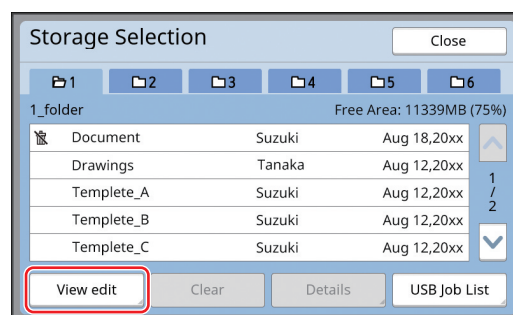 Storage Selection Close
1 2 3 4 5 6
1_folder Free Area: 11339MB (75%)
Document Suzuki Aug 18,20xx
Drawings Tanaka Aug 12,20xx
Templete_A Suzuki Aug 12,20xx
Templete_B Suzuki Aug 12,20xx
Templete_C Suzuki Aug 12,20xx
1
/
2
View edit Clear Details USB Job List